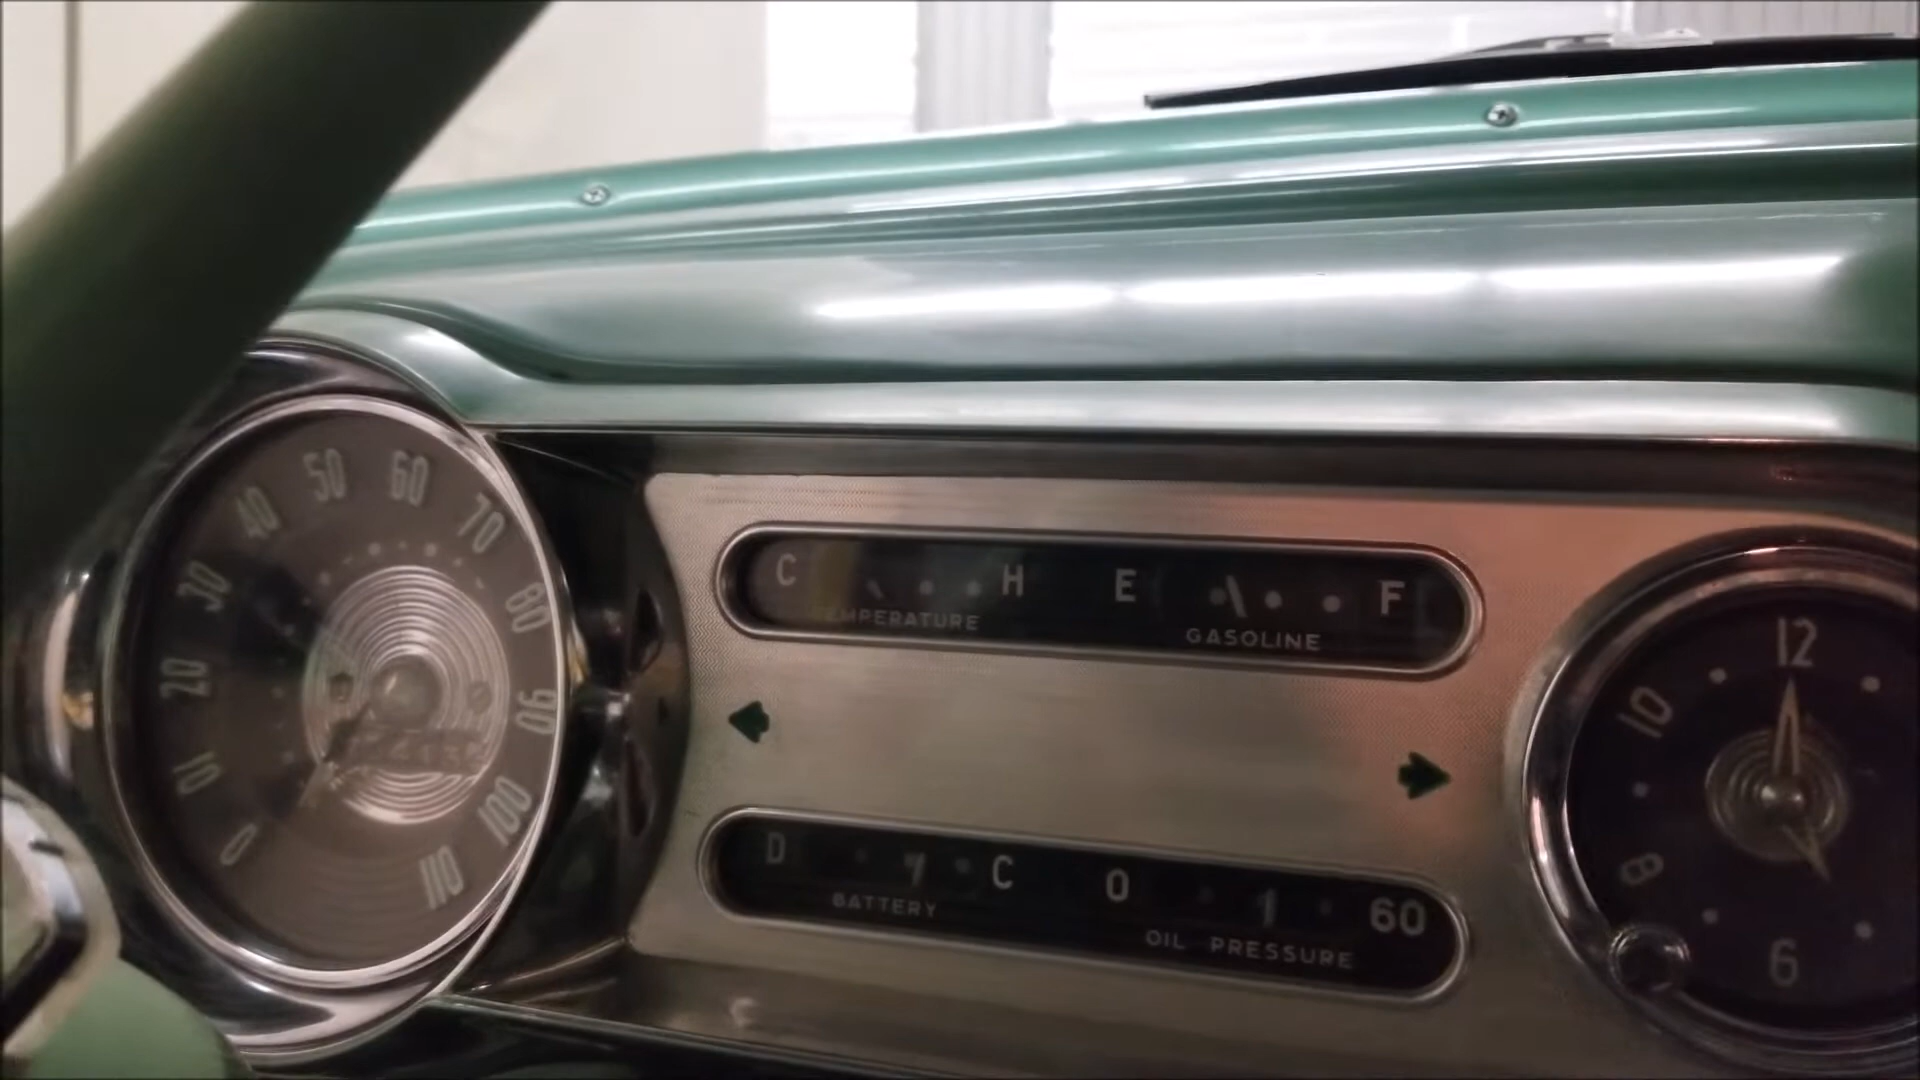 0 10 20 30 40 50 60 70 80 90 100 110
C H E F
TEMPERATURE GASOLINE
D C 0 60
BATTERY OIL PRESSURE
12
10
8
6